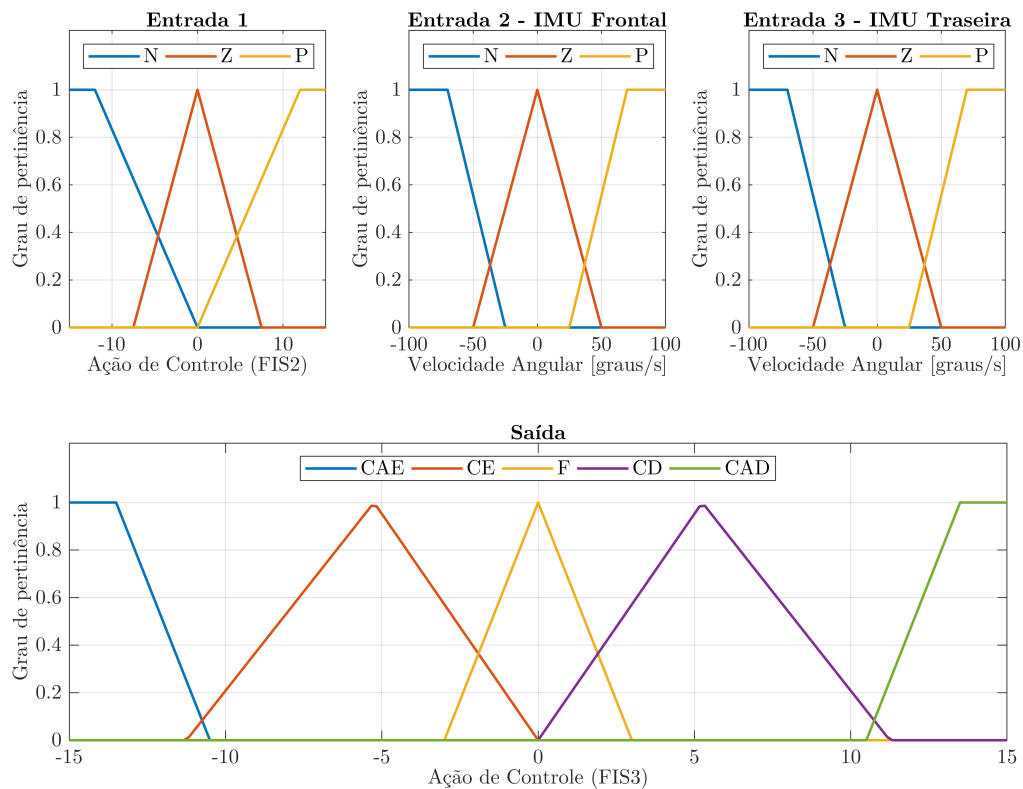 Entrada 1
N Z P
1
0.8
0.6
0.4
0.2
0
-10 0 10
Grau de pertinência
Ação de Controle (FIS2)
Entrada 2 - IMU Frontal
N Z P
1
0.8
0.6
0.4
0.2
0
-100 -50 0 50 100
Grau de pertinência
Velocidade Angular [graus/s]
Entrada 3 - IMU Traseira
N Z P
1
0.8
0.6
0.4
0.2
0
-100 -50 0 50 100
Grau de pertinência
Velocidade Angular [graus/s]
Saída
CAE CE F CD CAD
1
0.8
0.6
0.4
0.2
0
-15 -10 -5 0 5 10 15
Grau de pertinência
Ação de Controle (FIS3)